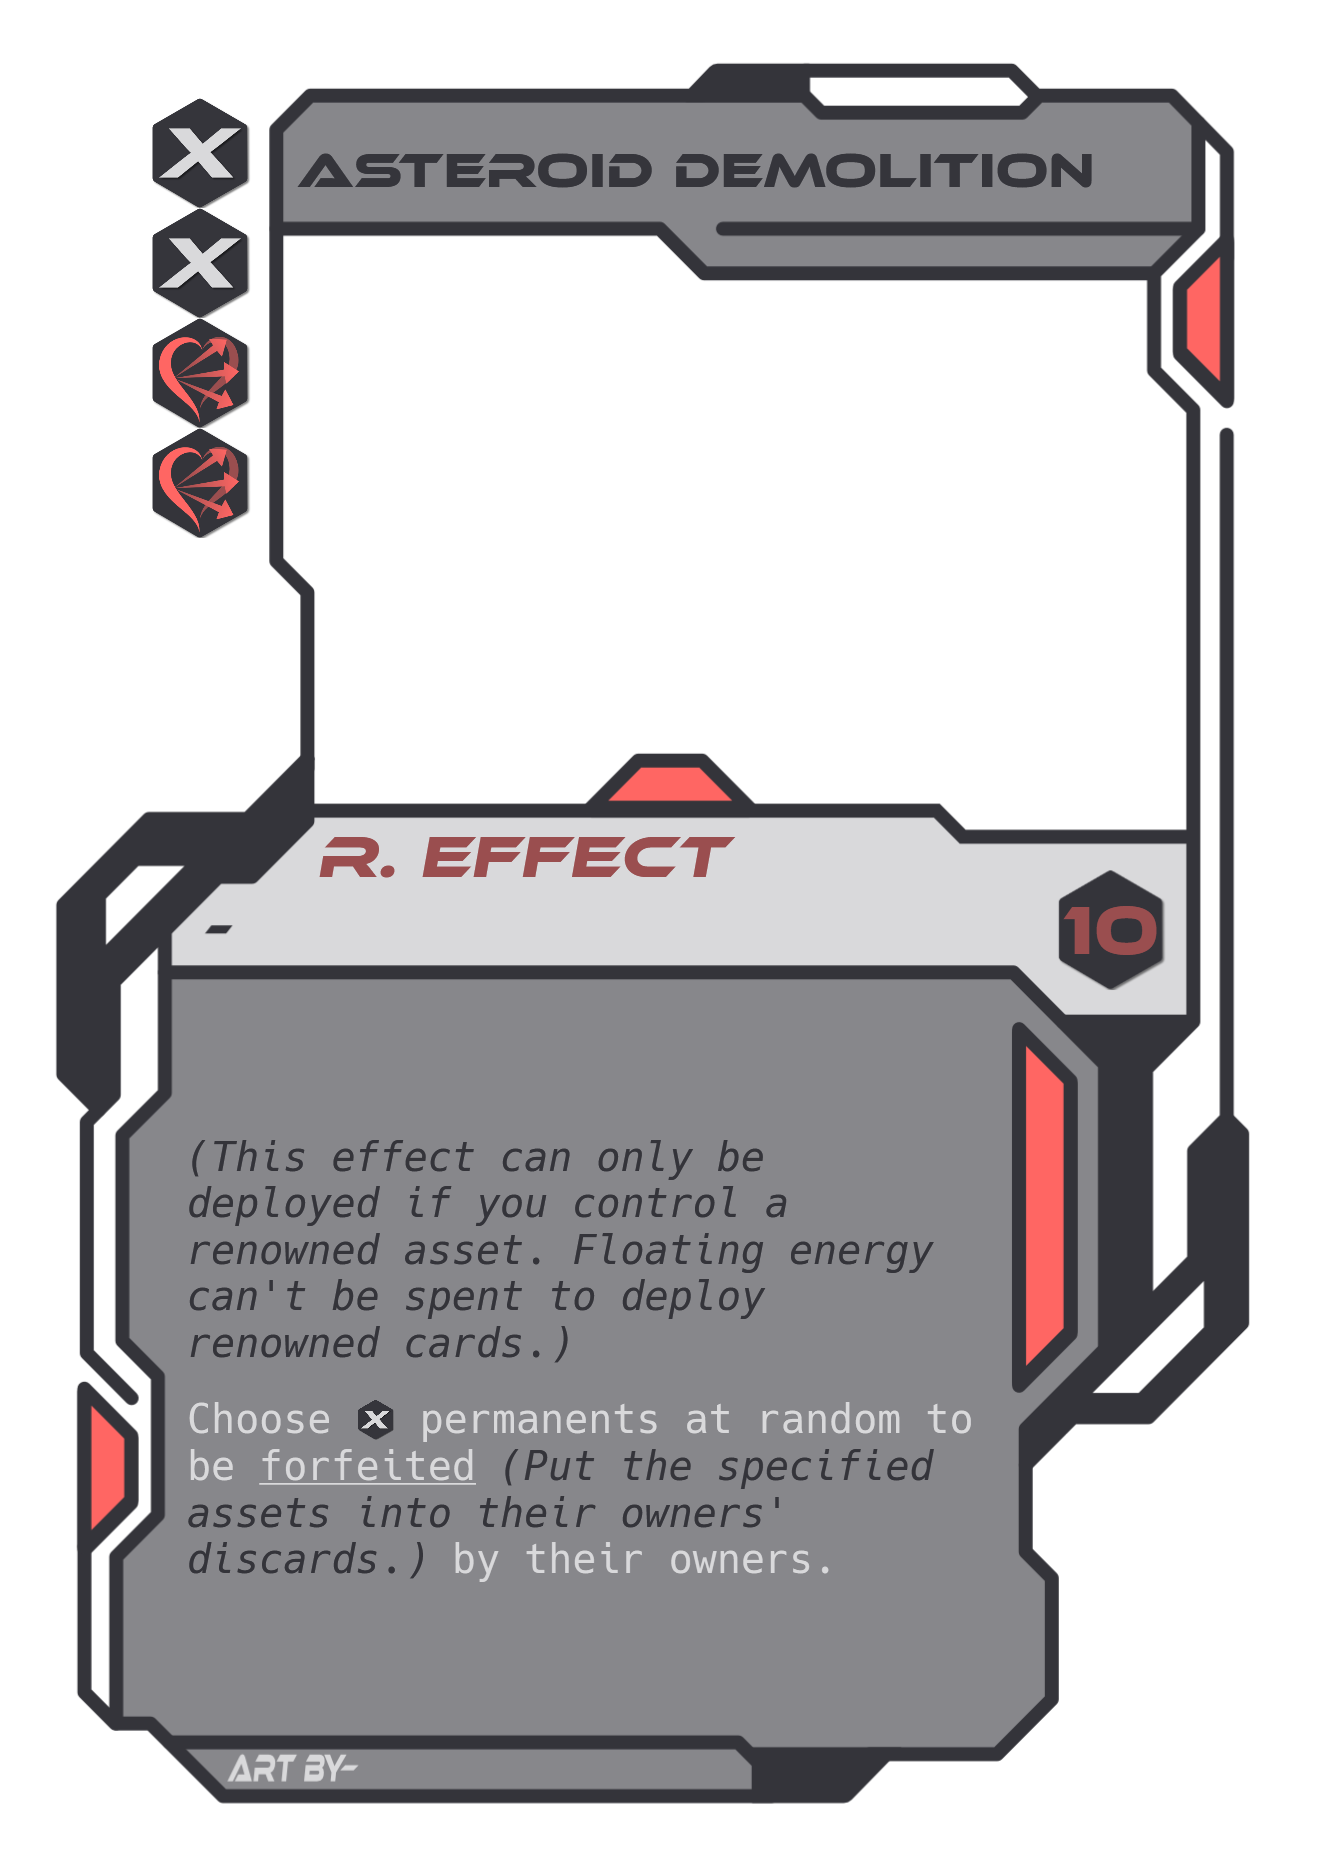 X
X
ASTEROID DEMOLITION
R. EFFECT
-
10
(This effect can only be
deployed if you control a
renowned asset. Floating energy
can't be spent to deploy
renowned cards.)
Choose X permanents at random to
be forfeited (Put the specified
assets into their owners'
discards.) by their owners.
ART BY-